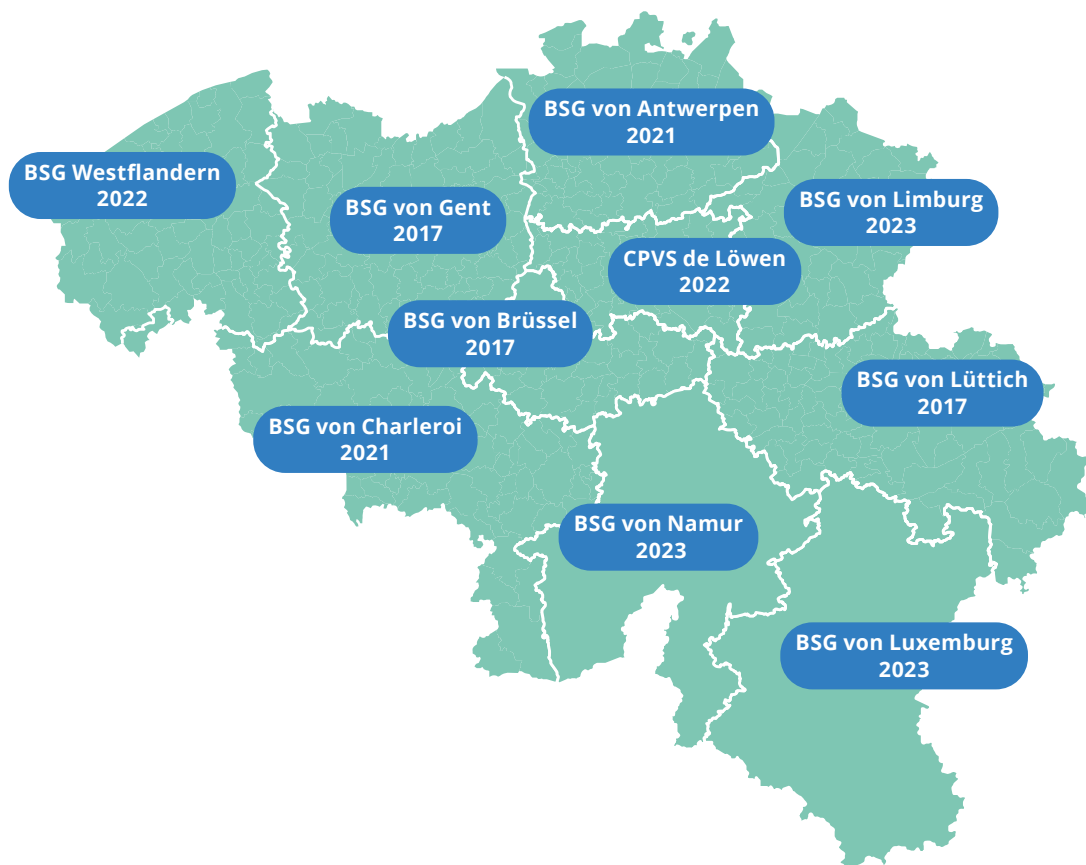 BSG von Antwerpen
2021
BSG Westflandern
2022
BSG von Gent
2017
BSG von Limburg
2023
CPVS de Löwen
2022
BSG von Brüssel
2017
BSG von Lüttich
2017
BSG von Charleroi
2021
BSG von Namur
2023
BSG von Luxemburg
2023